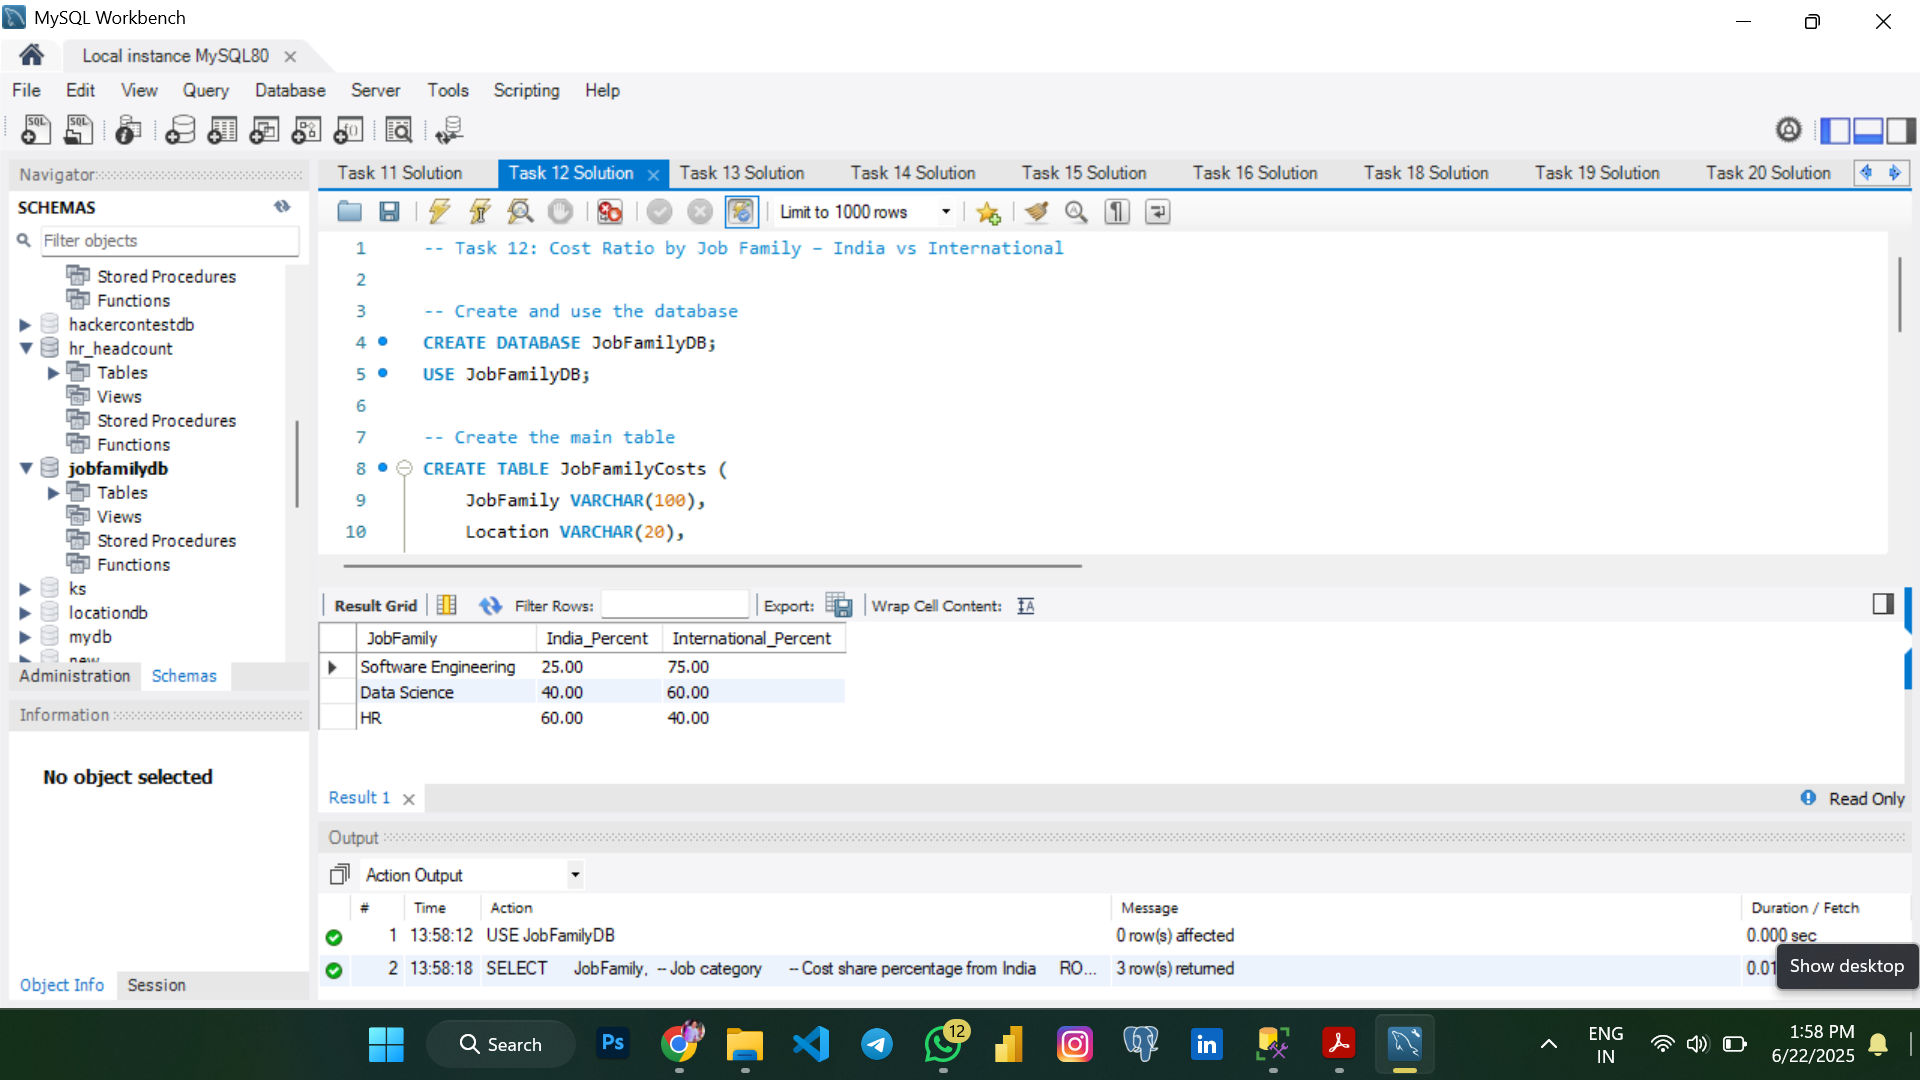 MySQL Workbench
Local instance MySQL80
File Edit View Query Database Server Tools Scripting Help
Navigator
SCHEMAS
Filter objects
Stored Procedures
Functions
hackercontestdb
hr_headcount
Tables
Views
Stored Procedures
Functions
jobfamilydb
Tables
Views
Stored Procedures
Functions
ks
locationdb
mydb
new
Administration Schemas
Information
No object selected
Object Info Session
Task 11 Solution Task 12 Solution Task 13 Solution Task 14 Solution Task 15 Solution Task 16 Solution Task 18 Solution Task 19 Solution Task 20 Solution
Limit to 1000 rows
1 -- Task 12: Cost Ratio by Job Family – India vs International
2
3 -- Create and use the database
4 CREATE DATABASE JobFamilyDB;
5 USE JobFamilyDB;
6
7 -- Create the main table
8 CREATE TABLE JobFamilyCosts (
9 JobFamily VARCHAR(100),
10 Location VARCHAR(20),
Result Grid Filter Rows: Export: Wrap Cell Content:
JobFamily India_Percent International_Percent
Software Engineering 25.00 75.00
Data Science 40.00 60.00
HR 60.00 40.00
Result 1
Read Only
Output
Action Output
# Time Action Message Duration / Fetch
1 13:58:12 USE JobFamilyDB 0 row(s) affected 0.000 sec
2 13:58:18 SELECT JobFamily, -- Job category -- Cost share percentage from India RO... 3 row(s) returned 0.01
Show desktop
Search
Ps
12
in
ENG
IN
1:58 PM
6/22/2025